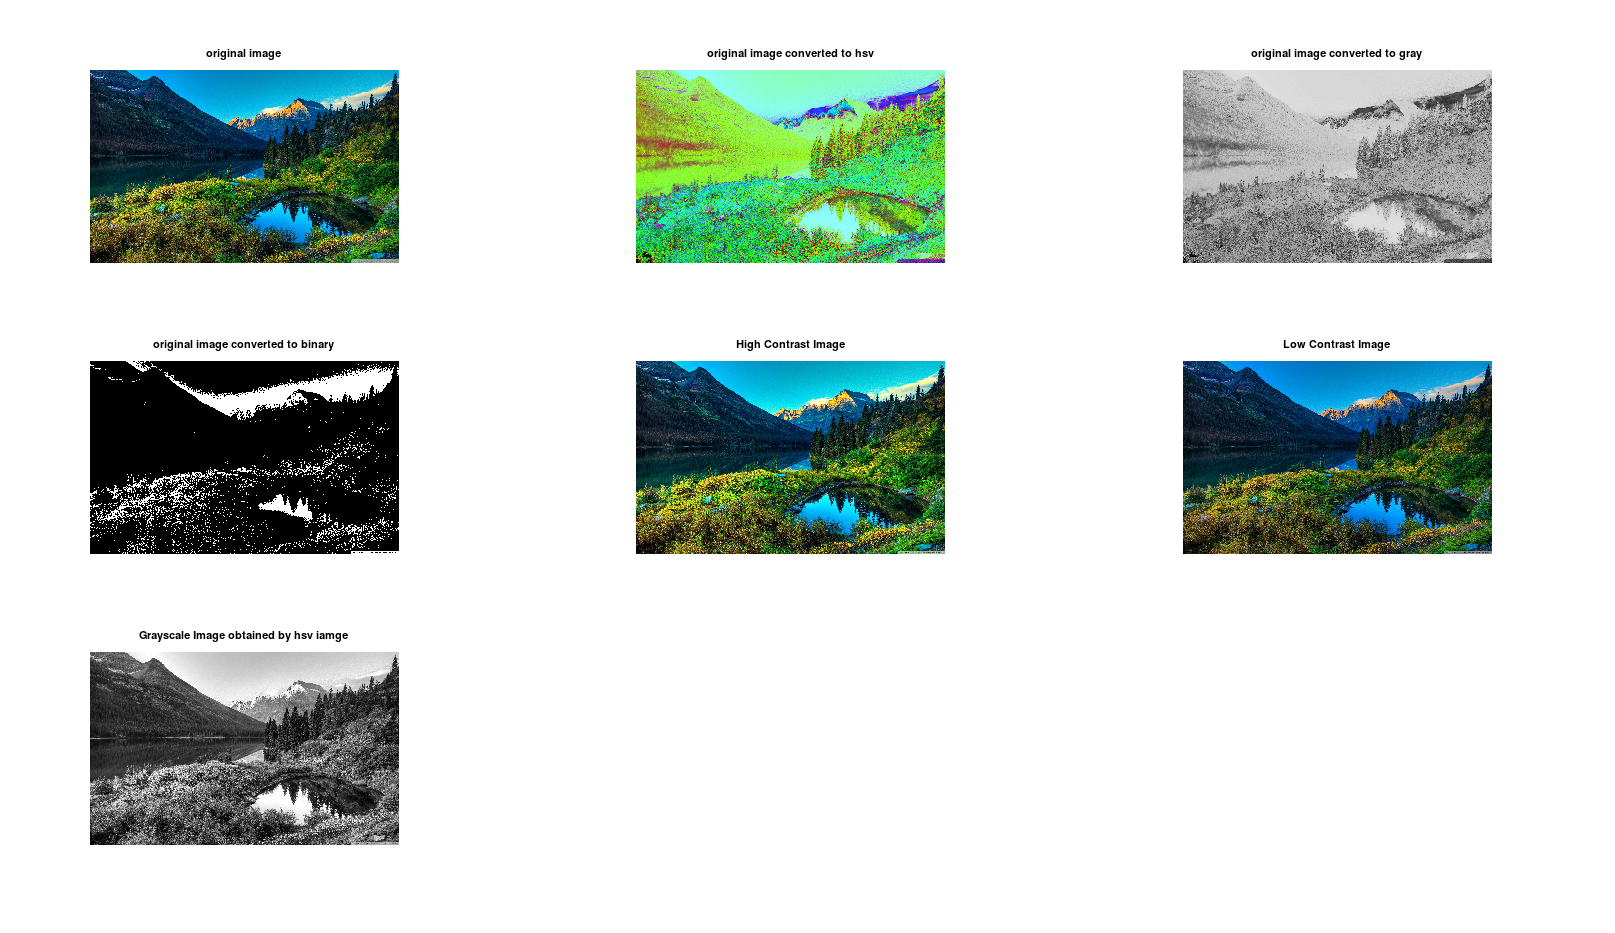 original image
original image converted to hsv
original image converted to gray
original image converted to binary
High Contrast Image
Low Contrast Image
Grayscale Image obtained by hsv iamge